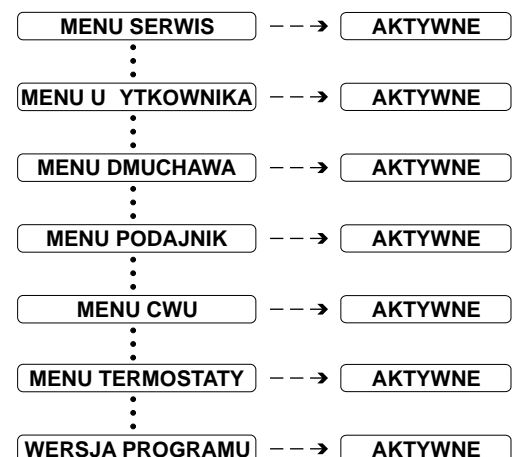 MENU SERWIS AKTYWNE
MENU U YTKOWNIKA AKTYWNE
MENU DMUCHAWA AKTYWNE
MENU PODAJNIK AKTYWNE
MENU CWU AKTYWNE
MENU TERMOSTATY AKTYWNE
WERSJA PROGRAMU AKTYWNE